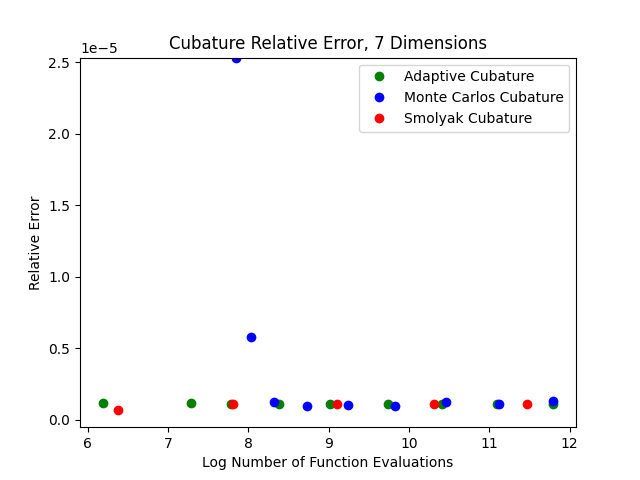 Cubature Relative Error, 7 Dimensions
1e−5
2.5
2.0
1.5
1.0
0.5
0.0
Relative Error
Adaptive Cubature
Monte Carlos Cubature
Smolyak Cubature
6 7 8 9 10 11 12
Log Number of Function Evaluations